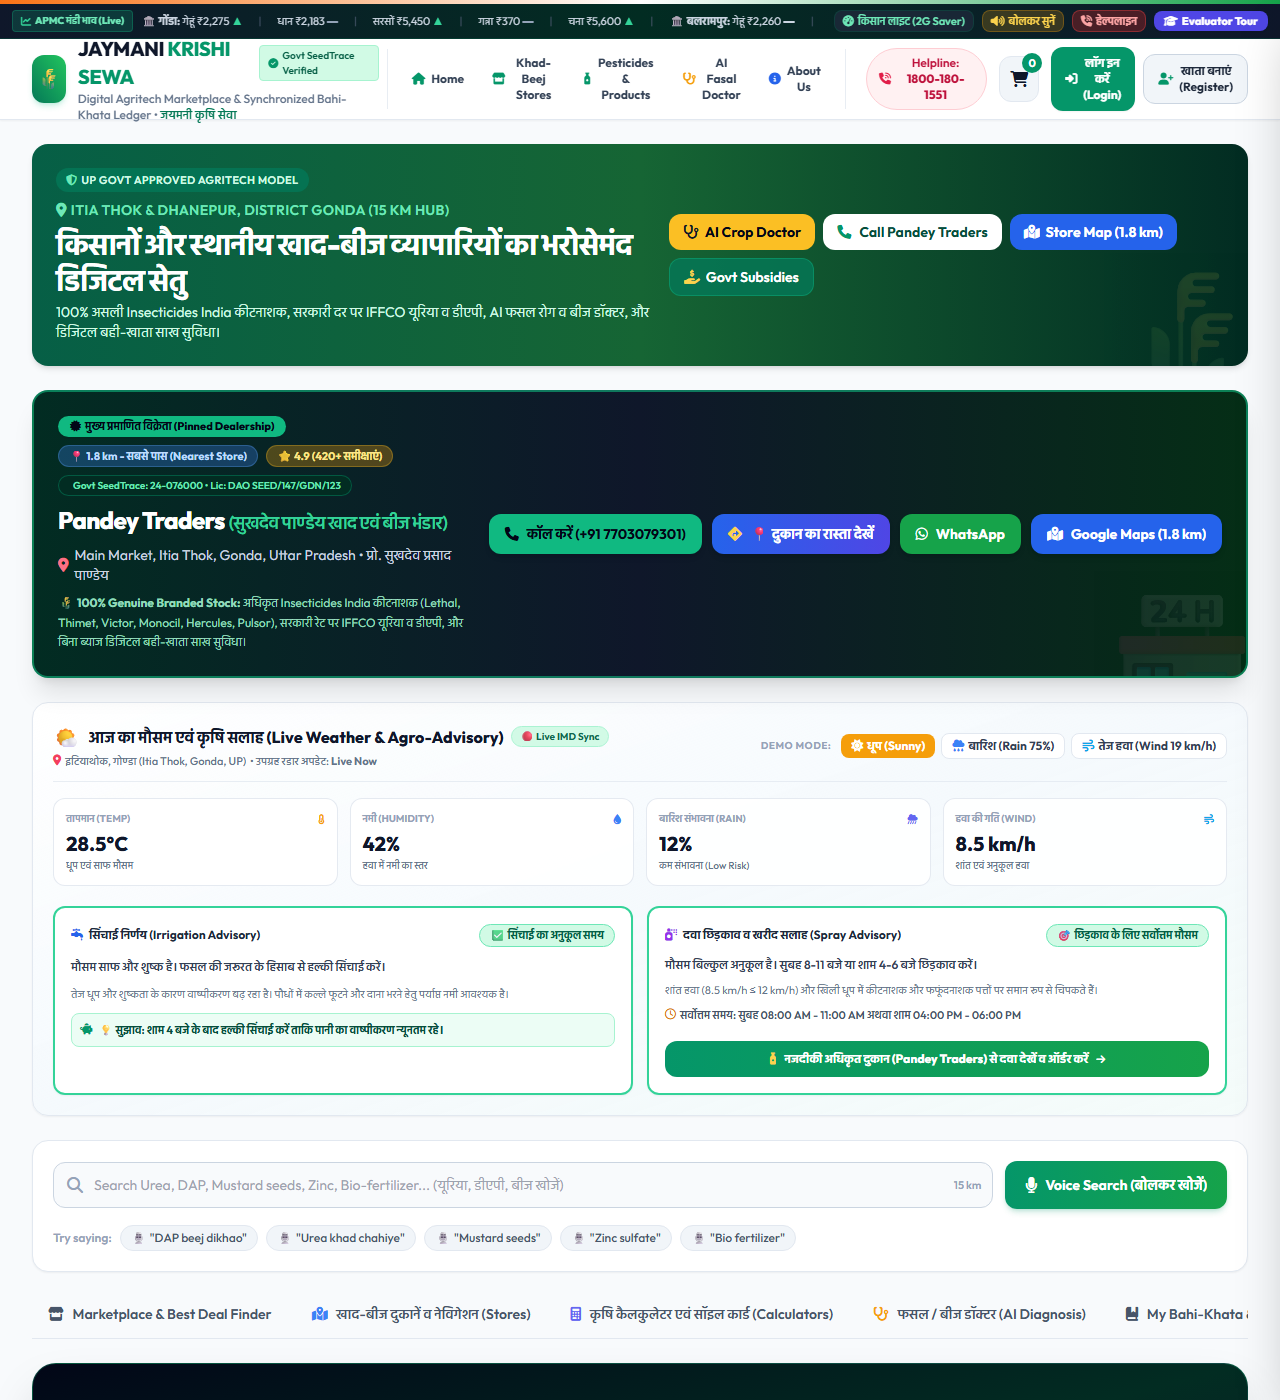 APMC मंडी भाव (Live)
गोंडा: गेहूं ₹2,275 ▲ | धान ₹2,183 — | सरसों ₹5,450 ▲ | गन्ना ₹370 — | चना ₹5,600 ▲ | बलरामपुर: गेहूं ₹2,260 — |
किसान लाइट (2G Saver)
बोलकर सुनें
हेल्पलाइन
Evaluator Tour
JAYMANI KRISHI
SEWA
Govt SeedTrace
Verified
Digital Agritech Marketplace & Synchronized Bahi-
Khata Ledger • जयमनी कृषि सेवा
Home
Khad-
Beej
Stores
Pesticides
&
Products
AI
Fasal
Doctor
About
Us
Helpline:
1800-180-
1551
0
लॉग इन
करें
(Login)
खाता बनाएं
(Register)
UP GOVT APPROVED AGRITECH MODEL
ITIA THOK & DHANEPUR, DISTRICT GONDA (15 KM HUB)
किसानों और स्थानीय खाद-बीज व्यापारियों का भरोसेमंद
डिजिटल सेतु
100% असली Insecticides India कीटनाशक, सरकारी दर पर IFFCO यूरिया व डीएपी, AI फसल रोग व बीज डॉक्टर, और
डिजिटल बही-खाता साख सुविधा।
AI Crop Doctor
Call Pandey Traders
Store Map (1.8 km)
Govt Subsidies
मुख्य प्रमाणित विक्रेता (Pinned Dealership)
1.8 km - सबसे पास (Nearest Store)
4.9 (420+ समीक्षाएं)
Govt SeedTrace: 24-076000 • Lic: DAO SEED/147/GDN/123
Pandey Traders (सुखदेव पाण्डेय खाद एवं बीज भंडार)
Main Market, Itia Thok, Gonda, Uttar Pradesh • प्रो. सुखदेव प्रसाद
पाण्डेय
100% Genuine Branded Stock: अधिकृत Insecticides India कीटनाशक (Lethal,
Thimet, Victor, Monocil, Hercules, Pulsor), सरकारी रेट पर IFFCO यूरिया व डीएपी, और
बिना ब्याज डिजिटल बही-खाता साख सुविधा।
कॉल करें (+91 7703079301)
दुकान का रास्ता देखें
WhatsApp
Google Maps (1.8 km)
24 H
आज का मौसम एवं कृषि सलाह (Live Weather & Agro-Advisory)
Live IMD Sync
इटियाथोक, गोण्डा (Itia Thok, Gonda, UP) • उपग्रह रडार अपडेट: Live Now
DEMO MODE:
धूप (Sunny)
बारिश (Rain 75%)
तेज हवा (Wind 19 km/h)
तापमान (TEMP)
28.5°C
धूप एवं साफ मौसम
नमी (HUMIDITY)
42%
हवा में नमी का स्तर
बारिश संभावना (RAIN)
12%
कम संभावना (Low Risk)
हवा की गति (WIND)
8.5 km/h
शांत एवं अनुकूल हवा
सिंचाई निर्णय (Irrigation Advisory)
सिंचाई का अनुकूल समय
मौसम साफ और शुष्क है। फसल की जरूरत के हिसाब से हल्की सिंचाई करें।
तेज धूप और शुष्कता के कारण वाष्पीकरण बढ़ रहा है। पौधों में कल्ले फूटने और दाना भरने हेतु पर्याप्त नमी आवश्यक है।
सुझाव: शाम 4 बजे के बाद हल्की सिंचाई करें ताकि पानी का वाष्पीकरण न्यूनतम रहे।
दवा छिड़काव व खरीद सलाह (Spray Advisory)
छिड़काव के लिए सर्वोत्तम मौसम
मौसम बिल्कुल अनुकूल है। सुबह 8-11 बजे या शाम 4-6 बजे छिड़काव करें।
शांत हवा (8.5 km/h ≤ 12 km/h) और खिली धूप में कीटनाशक और फफूंदनाशक पत्तों पर समान रूप से चिपकते हैं।
सर्वोत्तम समय: सुबह 08:00 AM - 11:00 AM अथवा शाम 04:00 PM - 06:00 PM
नजदीकी अधिकृत दुकान (Pandey Traders) से दवा देखें व ऑर्डर करें →
Search Urea, DAP, Mustard seeds, Zinc, Bio-fertilizer... (यूरिया, डीएपी, बीज खोजें)
15 km
Voice Search (बोलकर खोजें)
Try saying:
"DAP beej dikhao"
"Urea khad chahiye"
"Mustard seeds"
"Zinc sulfate"
"Bio fertilizer"
Marketplace & Best Deal Finder
खाद-बीज दुकानें व नेविगेशन (Stores)
कृषि कैलकुलेटर एवं सॉइल कार्ड (Calculators)
फसल / बीज डॉक्टर (AI Diagnosis)
My Bahi-Khata